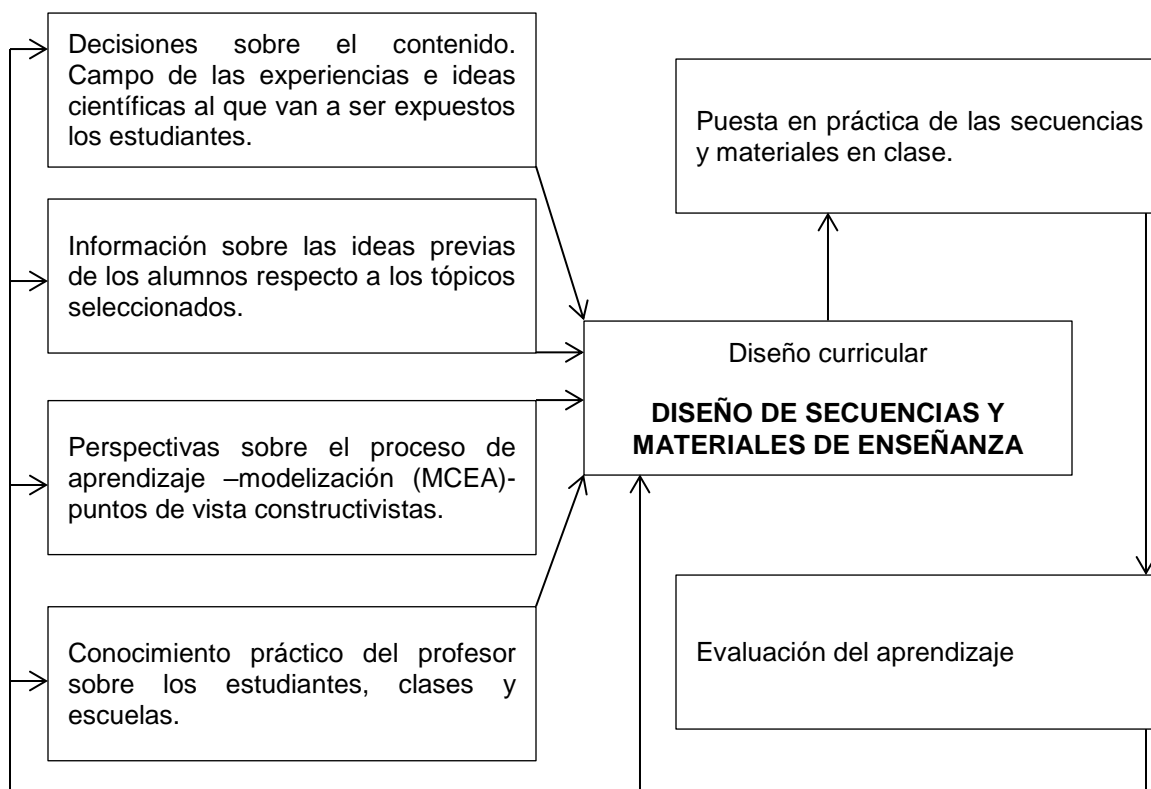 Decisiones sobre el contenido.
Campo de las experiencias e ideas
científicas al que van a ser expuestos
los estudiantes.
Información sobre las ideas previas
de los alumnos respecto a los tópicos
seleccionados.
Perspectivas sobre el proceso de
aprendizaje –modelización (MCEA)-
puntos de vista constructivistas.
Conocimiento práctico del profesor
sobre los estudiantes, clases y
escuelas.
Diseño curricular
DISEÑO DE SECUENCIAS Y
MATERIALES DE ENSEÑANZA
Puesta en práctica de las secuencias
y materiales en clase.
Evaluación del aprendizaje